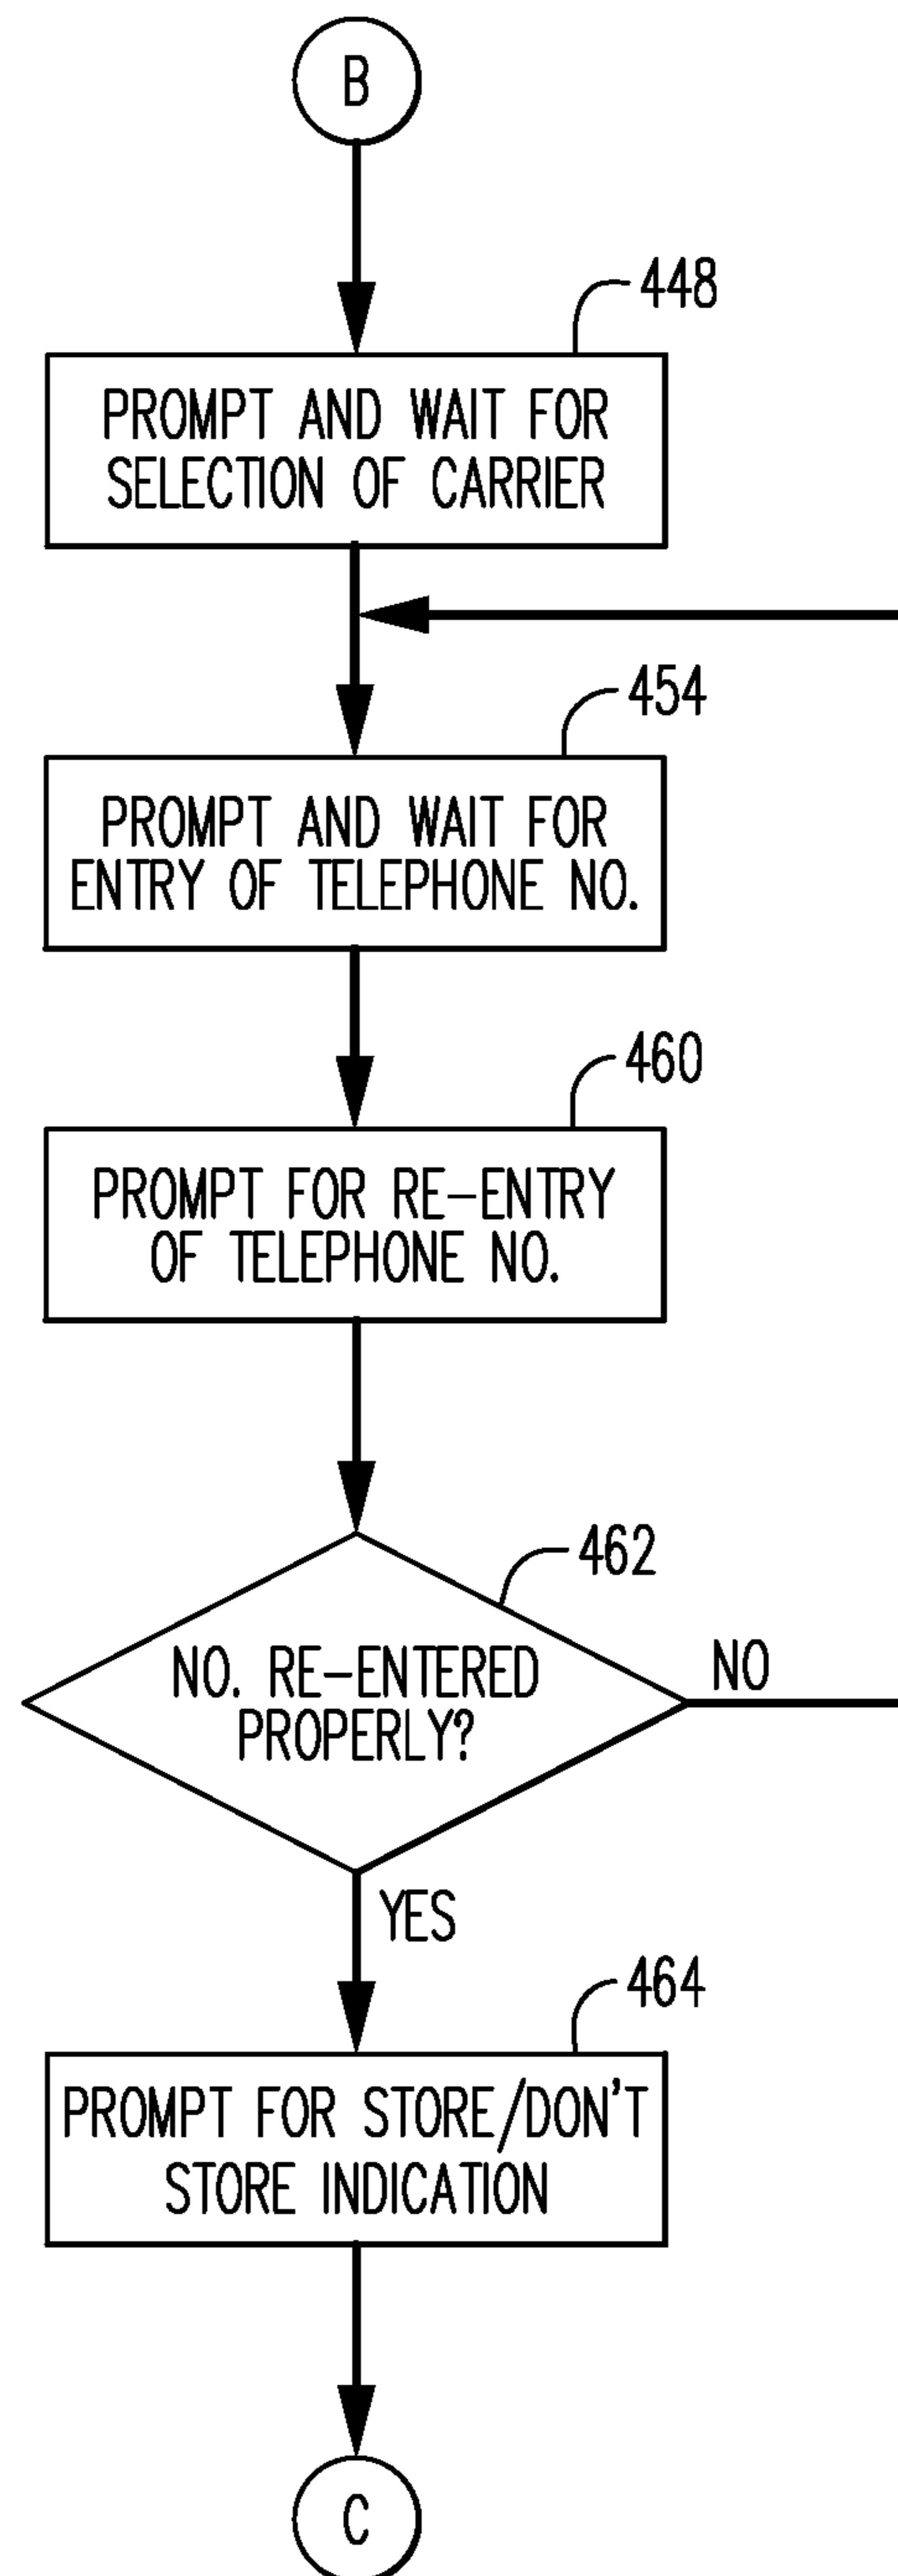 B
448
PROMPT AND WAIT FOR
SELECTION OF CARRIER
454
PROMPT AND WAIT FOR
ENTRY OF TELEPHONE NO.
460
PROMPT FOR RE-ENTRY
OF TELEPHONE NO.
462
NO. RE-ENTERED
PROPERLY?
NO
YES
464
PROMPT FOR STORE/DON'T
STORE INDICATION
C